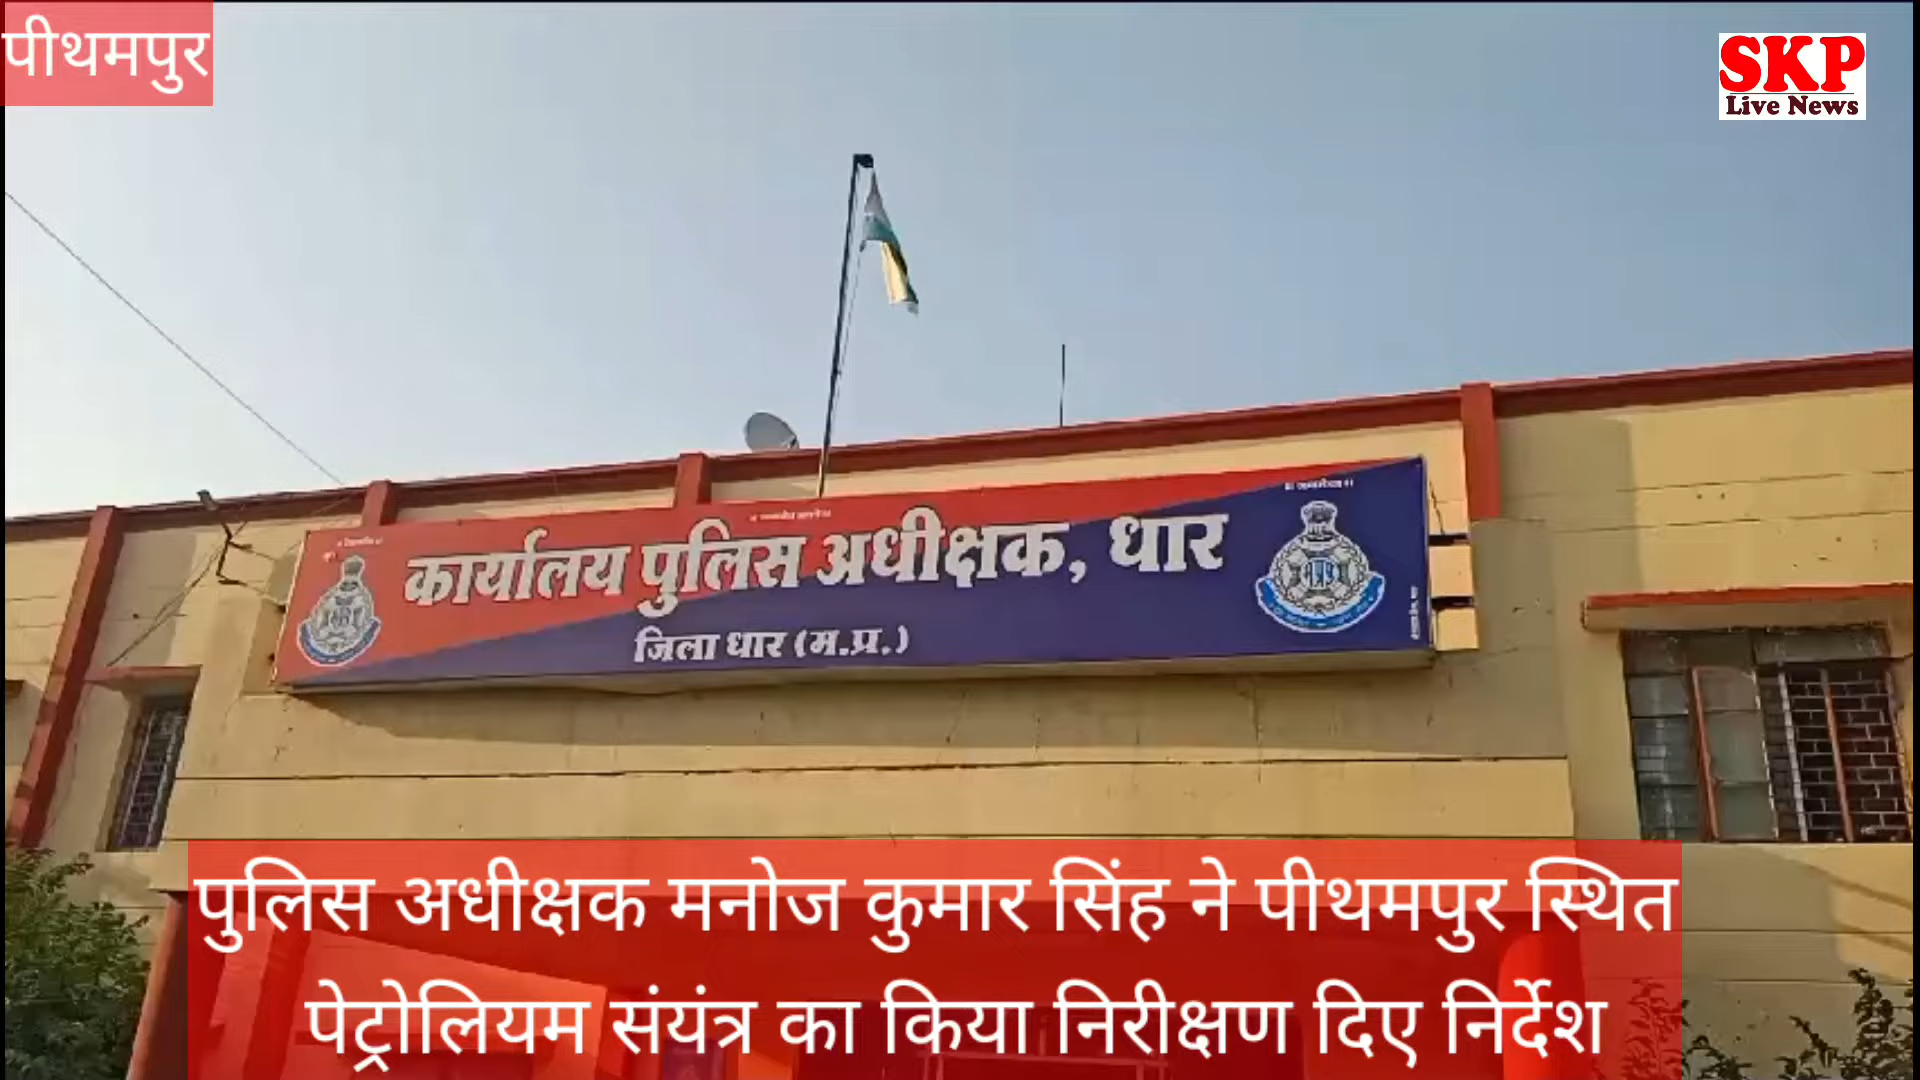 पीथमपुर
SKP
Live News
कार्यालय पुलिस अधीक्षक, धार
जिला धार (म.प्र.)
पुलिस अधीक्षक मनोज कुमार सिंह ने पीथमपुर स्थित
पेट्रोलियम संयंत्र का किया निरीक्षण दिए निर्देश